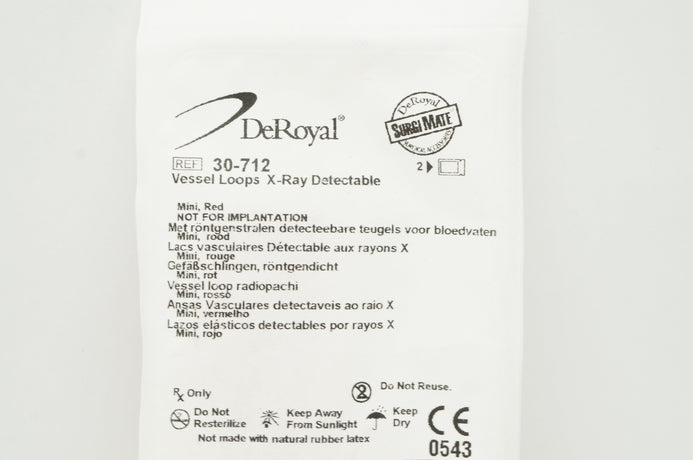 DeRoyal®
DeRoyal
SURGI MATE
REF 30-712
2
Vessel Loops X-Ray Detectable
Mini, Red
NOT FOR IMPLANTATION
Met röntgenstralen detecteebare teugels voor bloedvaten
Mini, rood
Lacs vasculaires Détectable aux rayons X
Mini, rouge
Gefäßschlingen, röntgendicht
Mini, rot
Vessel loop radiopachi
Mini, rosso
Ansas Vasculares detectaveis ao raio X
Mini, vermelho
Lazos elásticos detectables por rayos X
Mini, rojo
Rx Only
2
Do Not Reuse.
Do Not
Resterilize
Keep Away
From Sunlight
Keep
Dry
CE
0543
Not made with natural rubber latex